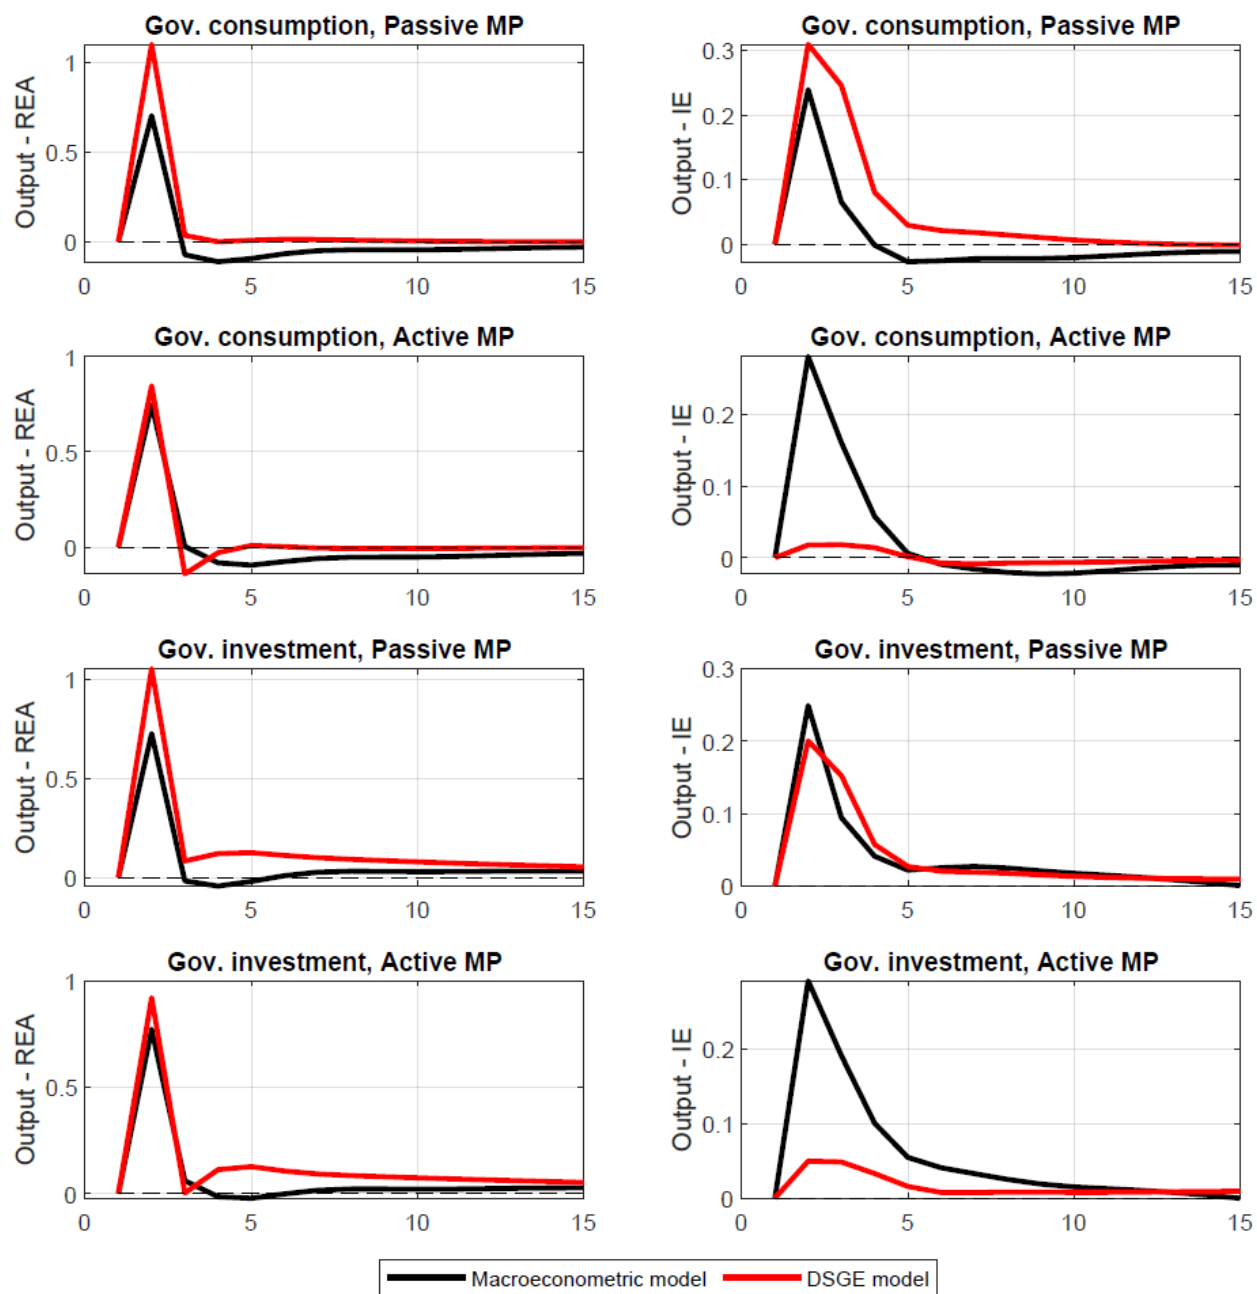 Gov. consumption, Passive MP
Output - REA
1
0.5
0
0 5 10 15
Gov. consumption, Passive MP
Output - IE
0.3
0.2
0.1
0
0 5 10 15
Gov. consumption, Active MP
Output - REA
1
0.5
0
0 5 10 15
Gov. consumption, Active MP
Output - IE
0.2
0.1
0
0 5 10 15
Gov. investment, Passive MP
Output - REA
1
0.5
0
0 5 10 15
Gov. investment, Passive MP
Output - IE
0.3
0.2
0.1
0
0 5 10 15
Gov. investment, Active MP
Output - REA
1
0.5
0
0 5 10 15
Gov. investment, Active MP
Output - IE
0.2
0.1
0
0 5 10 15
Macroeconometric model DSGE model